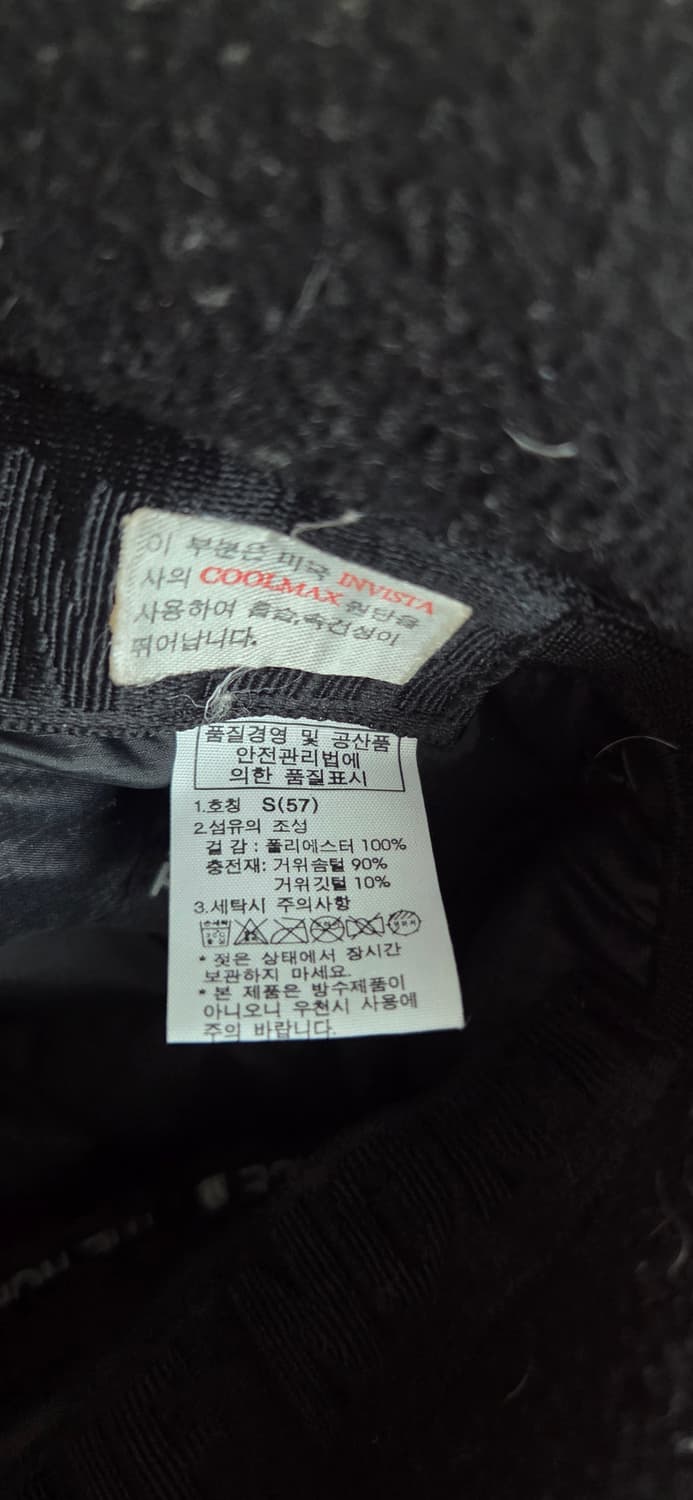 이 부분은 미국 INVISTA
사의 COOLMAX 원단을
사용하여 흡습,속건성이
뛰어납니다.
품질경영 및 공산품
안전관리법에
의한 품질표시
1.호칭 S(57)
2.섬유의 조성
겉 감 : 폴리에스터 100%
충전재: 거위솜털 90%
거위깃털 10%
3.세탁시 주의사항
* 젖은 상태에서 장시간
보관하지 마세요.
* 본 제품은 방수제품이
아니오니 우천시 사용에
주의 바랍니다.